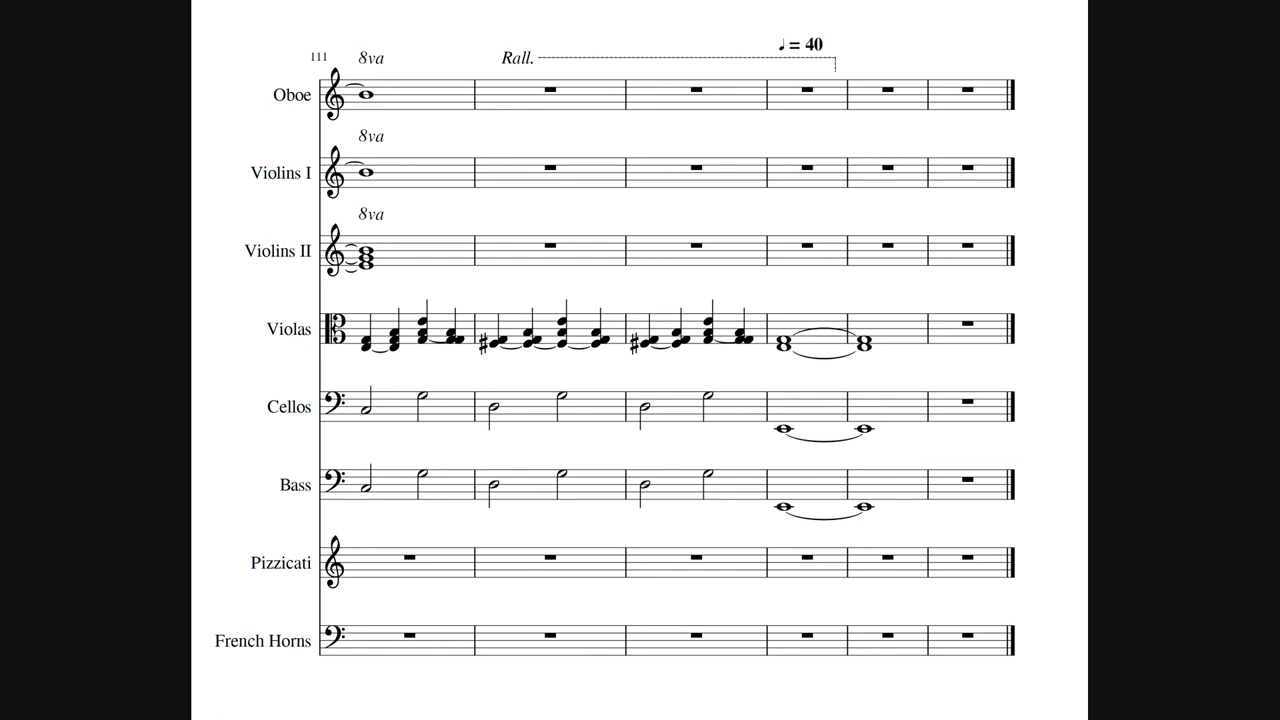 ♩ = 40
111 8va Rall.
Oboe
8va
Violins I
8va
Violins II
Violas
Cellos
Bass
Pizzicati
French Horns